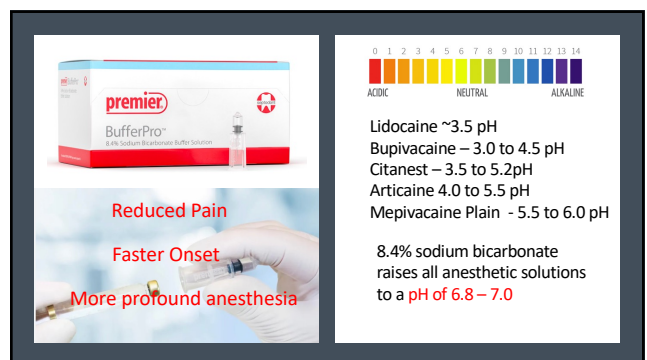 premier
BufferPro™
8.4% Sodium Bicarbonate Buffer Solution
Reduced Pain
Faster Onset
More profound anesthesia
0 1 2 3 4 5 6 7 8 9 10 11 12 13 14
ACIDIC NEUTRAL ALKALINE
Lidocaine ~3.5 pH
Bupivacaine – 3.0 to 4.5 pH
Citanest – 3.5 to 5.2pH
Articaine 4.0 to 5.5 pH
Mepivacaine Plain - 5.5 to 6.0 pH
8.4% sodium bicarbonate
raises all anesthetic solutions
to a pH of 6.8 – 7.0